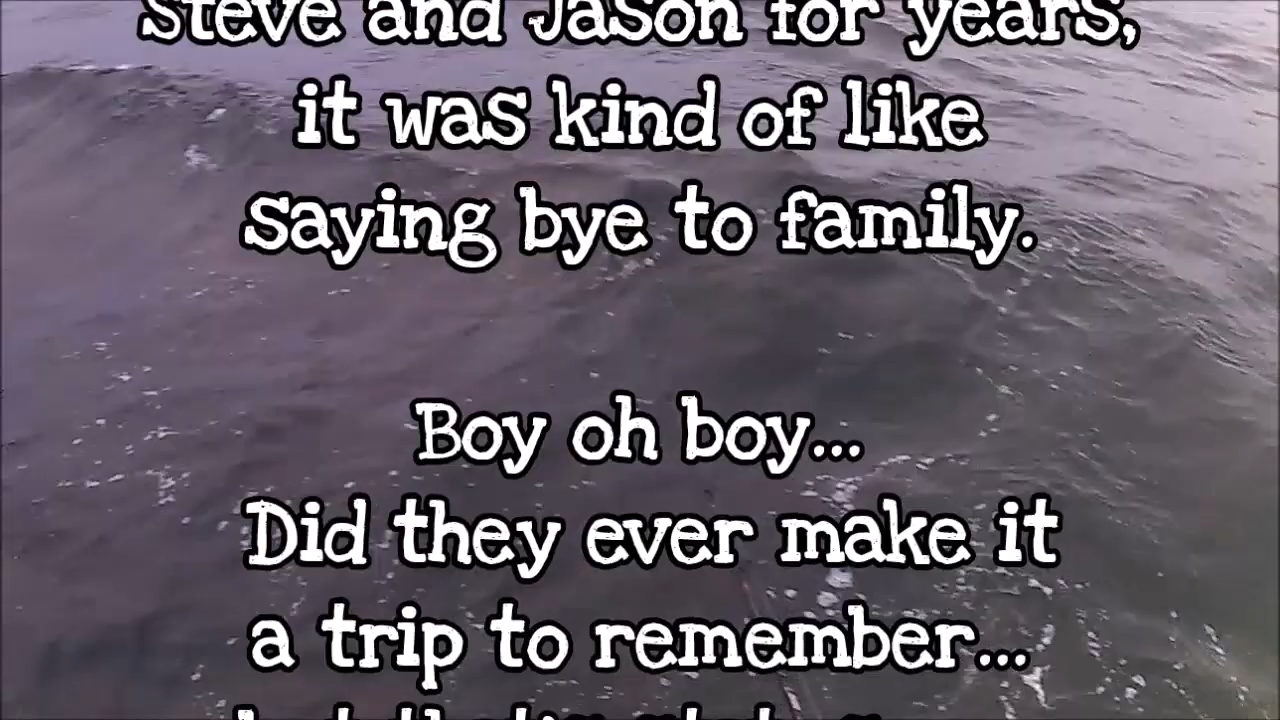 Steve and Jason for years,
it was kind of like
saying bye to family.
Boy oh boy...
Did they ever make it
a trip to remember...